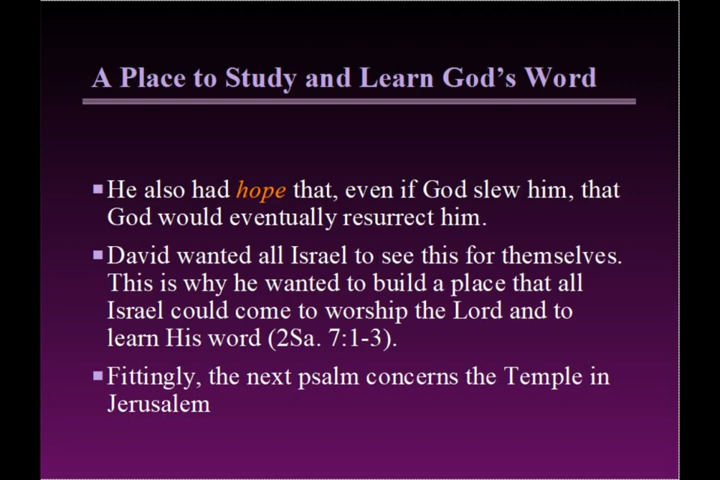 A Place to Study and Learn God's Word
He also had hope that, even if God slew him, that
God would eventually resurrect him.
David wanted all Israel to see this for themselves.
This is why he wanted to build a place that all
Israel could come to worship the Lord and to
learn His word (2Sa. 7:1-3).
Fittingly, the next psalm concerns the Temple in
Jerusalem